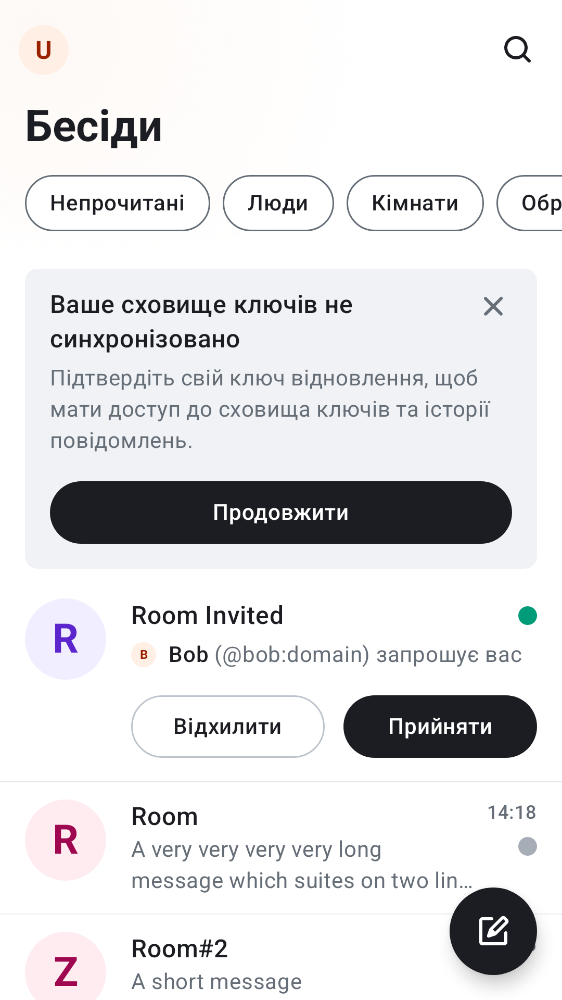 U
Бесіди
Непрочитані
Люди
Кімнати
Обр
Ваше сховище ключів не
синхронізовано
Підтвердіть свій ключ відновлення, щоб
мати доступ до сховища ключів та історії
повідомлень.
Продовжити
R
Room Invited
B
Bob (@bob:domain) запрошує вас
Відхилити
Прийняти
R
Room
14:18
A very very very very long
message which suites on two lin…
Z
Room#2
A short message